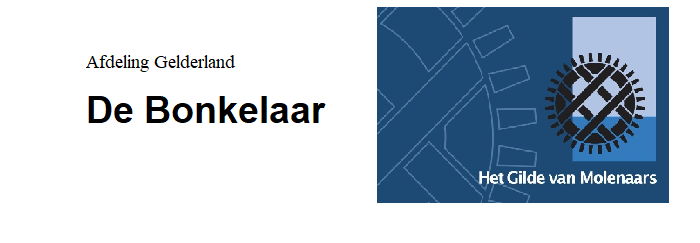 Afdeling Gelderland
De Bonkelaar
Het Gilde van Molenaars